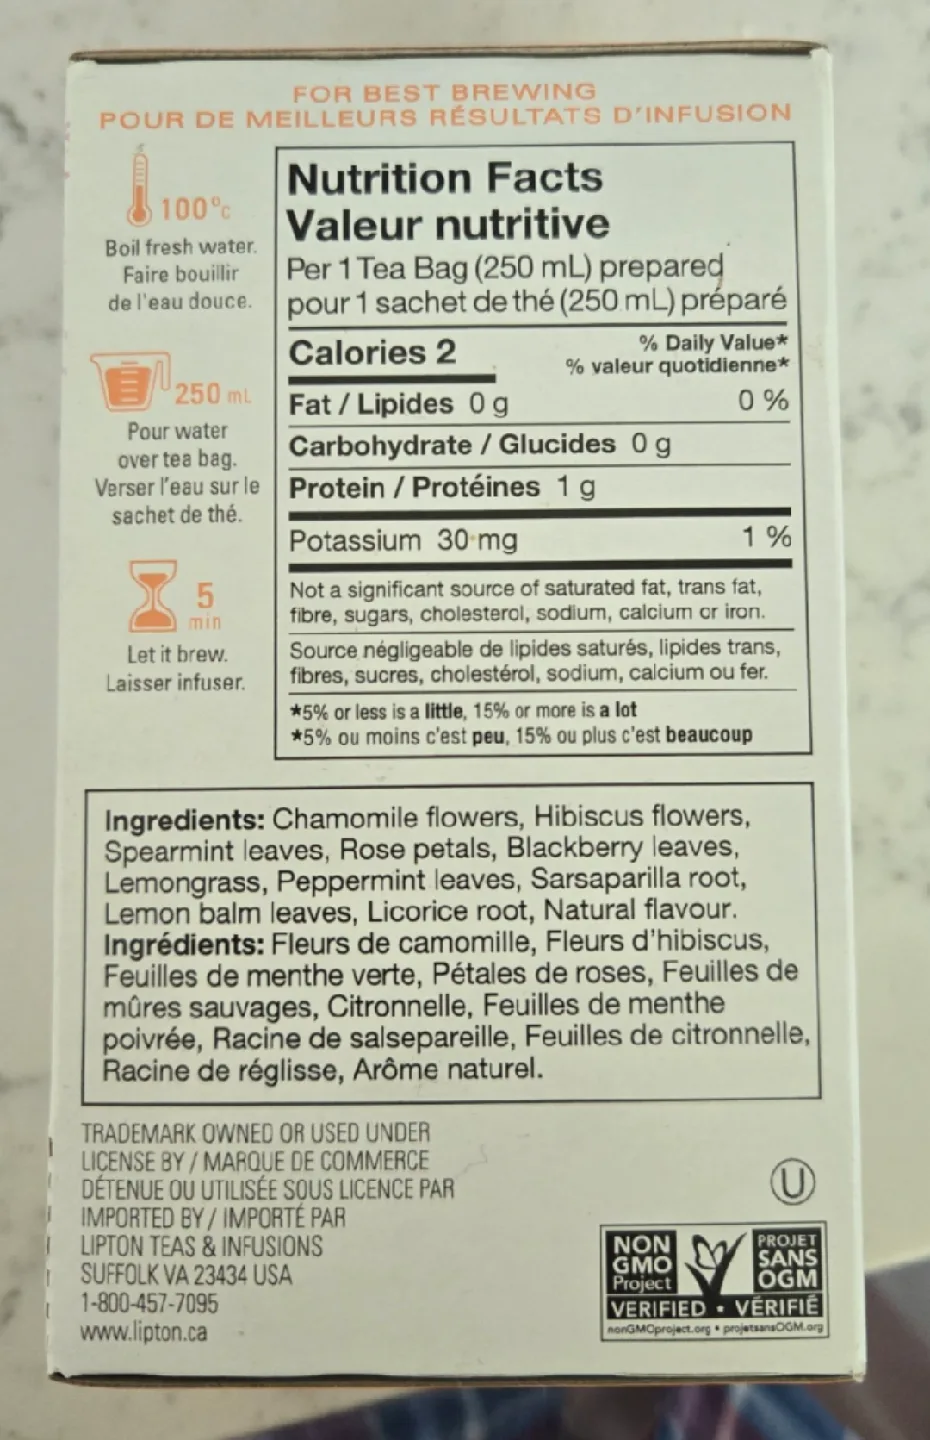 FOR BEST BREWING
POUR DE MEILLEURS RÉSULTATS D'INFUSION
100°c
Boil fresh water.
Faire bouillir
de l'eau douce.
250 mL
Pour water
over tea bag.
Verser l'eau sur le
sachet de thé.
5
min
Let it brew.
Laisser infuser.
Nutrition Facts
Valeur nutritive
Per 1 Tea Bag (250 mL) prepared
pour 1 sachet de thé (250 mL) préparé
Calories 2
% Daily Value*
% valeur quotidienne*
Fat / Lipides 0 g 0 %
Carbohydrate / Glucides 0 g
Protein / Protéines 1 g
Potassium 30 mg 1 %
Not a significant source of saturated fat, trans fat,
fibre, sugars, cholesterol, sodium, calcium or iron.
Source négligeable de lipides saturés, lipides trans,
fibres, sucres, cholestérol, sodium, calcium ou fer.
*5% or less is a little, 15% or more is a lot
*5% ou moins c'est peu, 15% ou plus c'est beaucoup
Ingredients: Chamomile flowers, Hibiscus flowers,
Spearmint leaves, Rose petals, Blackberry leaves,
Lemongrass, Peppermint leaves, Sarsaparilla root,
Lemon balm leaves, Licorice root, Natural flavour.
Ingrédients: Fleurs de camomille, Fleurs d'hibiscus,
Feuilles de menthe verte, Pétales de roses, Feuilles de
mûres sauvages, Citronnelle, Feuilles de menthe
poivrée, Racine de salsepareille, Feuilles de citronnelle,
Racine de réglisse, Arôme naturel.
TRADEMARK OWNED OR USED UNDER
LICENSE BY / MARQUE DE COMMERCE
DÉTENUE OU UTILISÉE SOUS LICENCE PAR
IMPORTED BY / IMPORTÉ PAR
LIPTON TEAS & INFUSIONS
SUFFOLK VA 23434 USA
1-800-457-7095
www.lipton.ca
U
NON
GMO
Project
PROJET
SANS
OGM
VERIFIED • VÉRIFIÉ
nonGMOproject.org • projetsansOGM.org